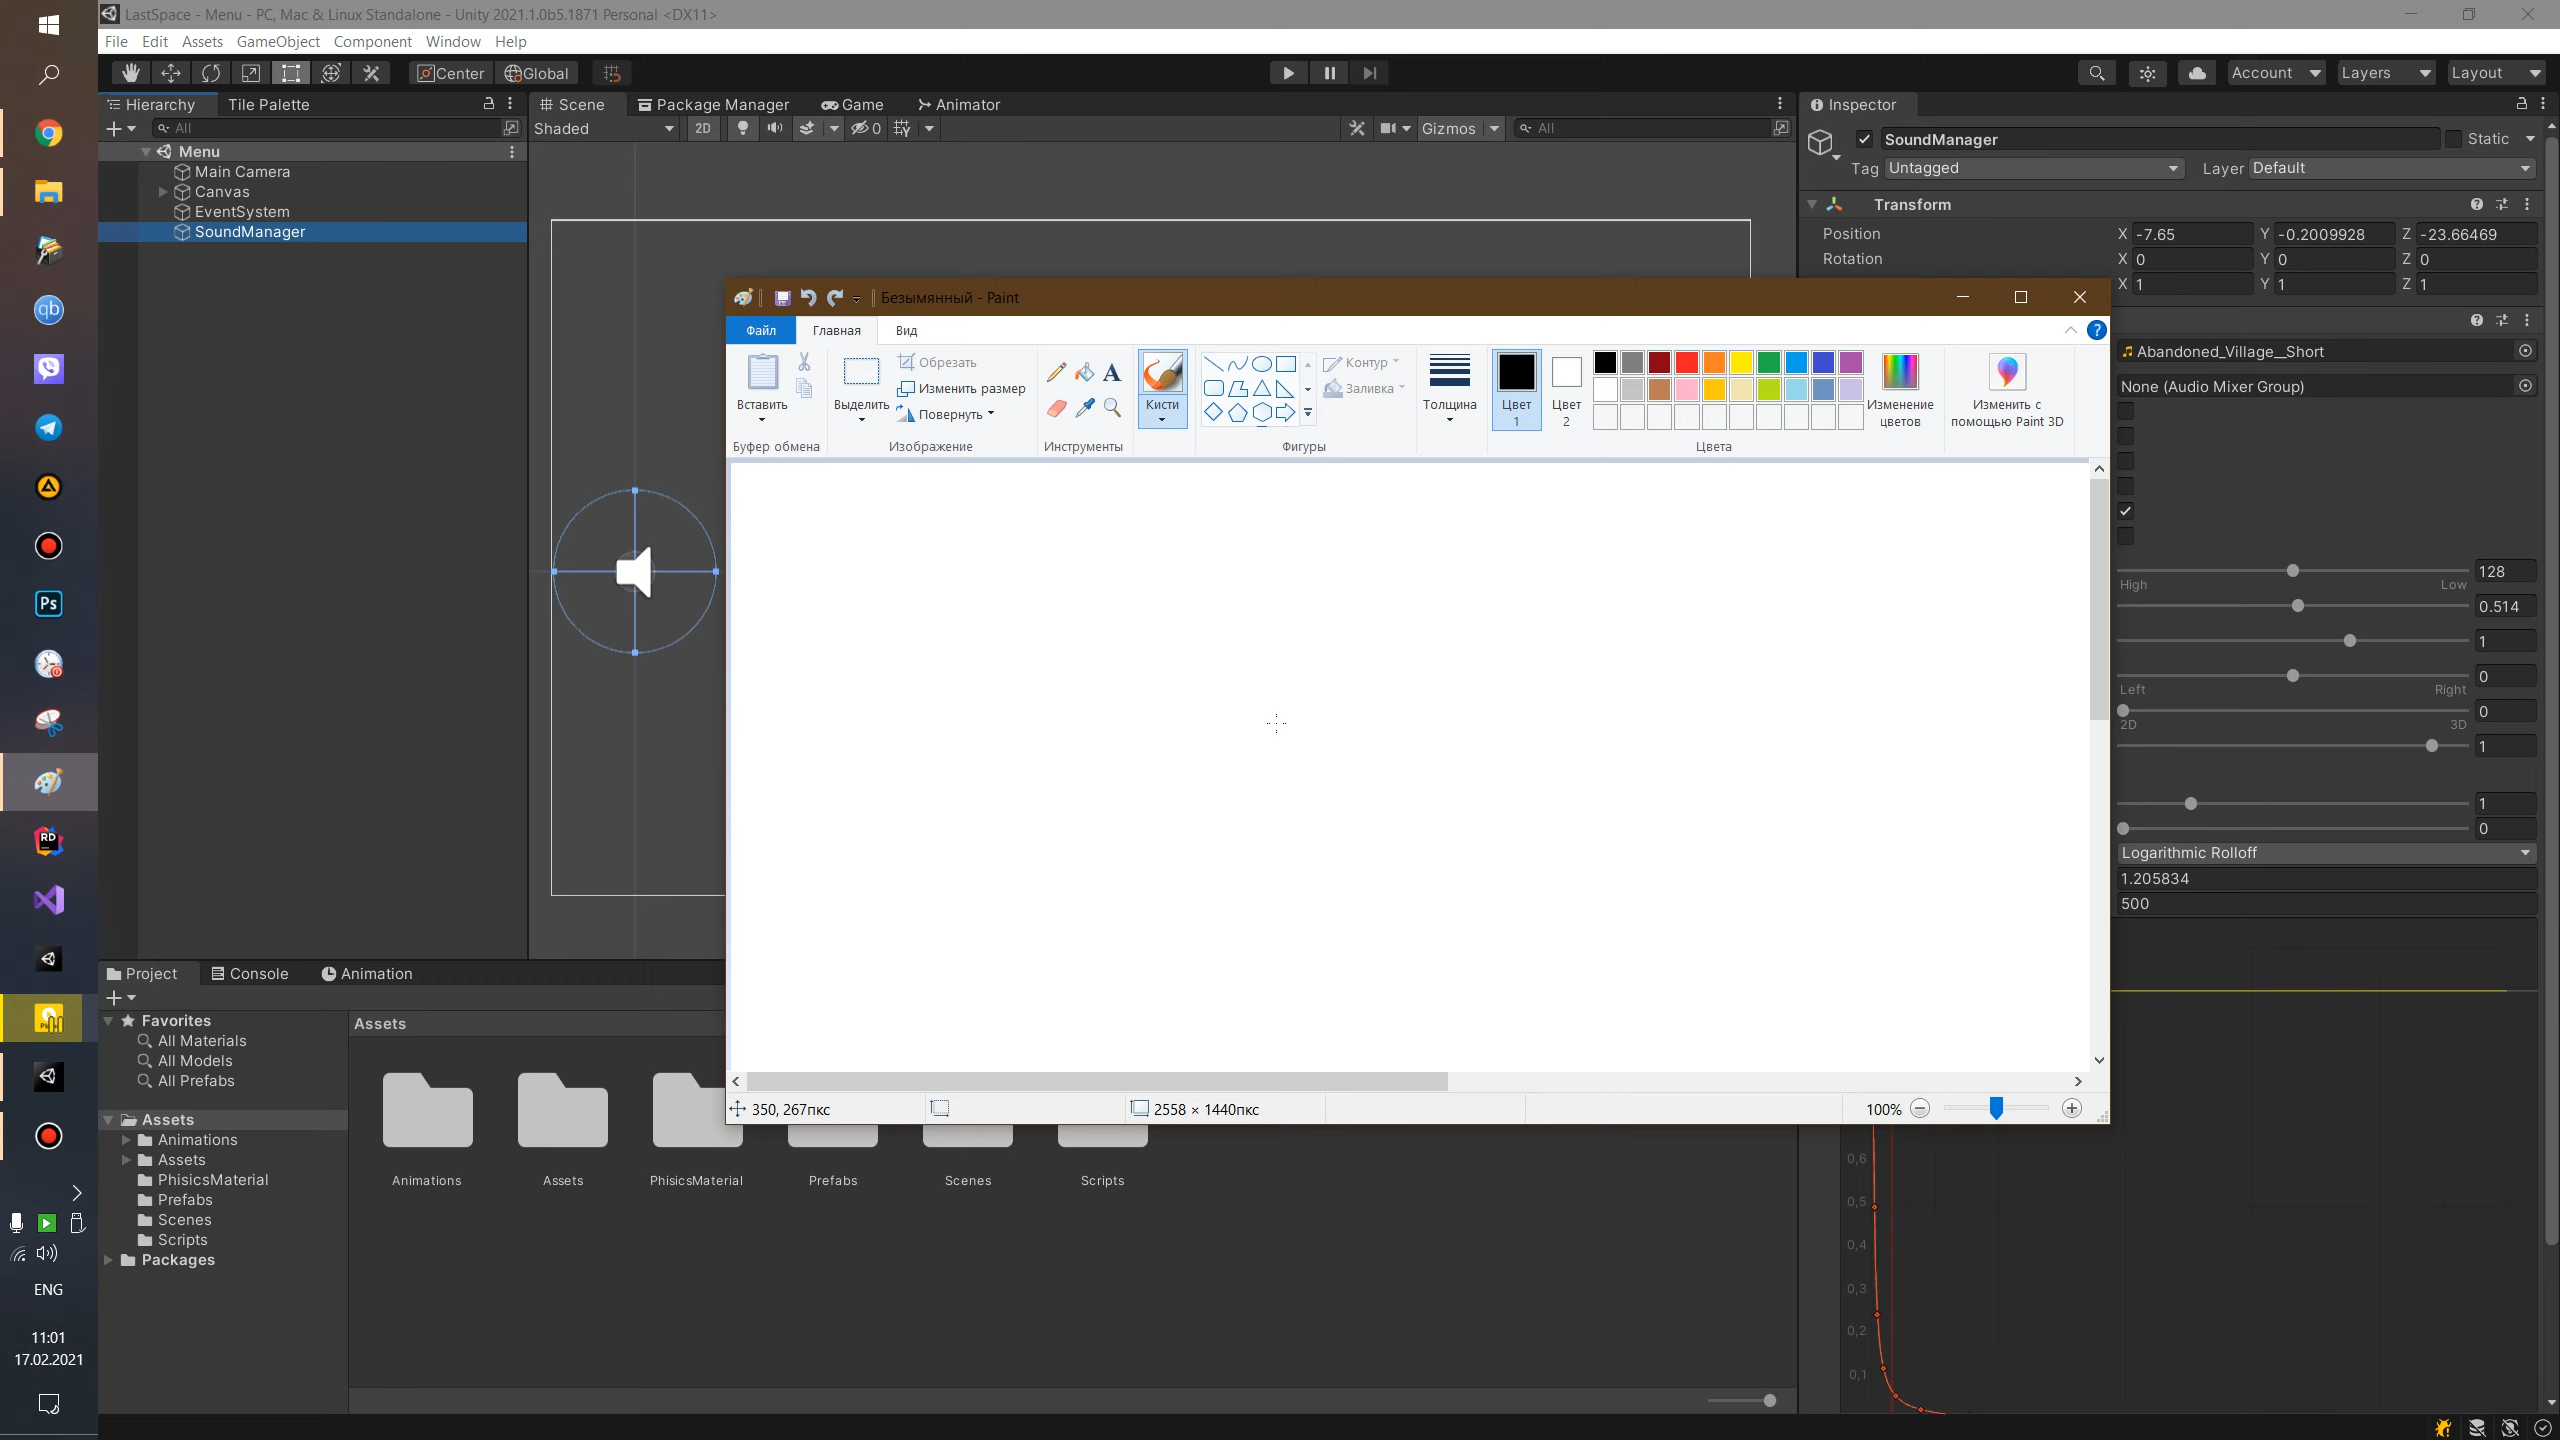 LastSpace - Menu - PC, Mac & Linux Standalone - Unity 2021.1.0b5.1871 Personal <DX11>
File Edit Assets GameObject Component Window Help
Center Global Account Layers Layout
Hierarchy Tile Palette
Scene Package Manager Game Animator
Inspector
All
Shaded 2D 0 Gizmos All
SoundManager Static
Tag Untagged Layer Default
Menu
Main Camera
Canvas
EventSystem
SoundManager
Transform
Position X -7.65 Y -0.2009928 Z -23.66469
Rotation X 0 Y 0 Z 0
X 1 Y 1 Z 1
Безымянный - Paint
Файл Главная Вид
Вставить
Буфер обмена
Выделить
Обрезать
Изменить размер
Повернуть
Изображение
A
Инструменты
Кисти
Контур
Заливка
Фигуры
Толщина
Цвет 1
Цвет 2
Изменение цветов
Цвета
Изменить с помощью Paint 3D
Abandoned_Village__Short
None (Audio Mixer Group)
128
High Low
0.514
1
0
Left Right
0
2D 3D
1
1
0
Logarithmic Rolloff
1.205834
500
350, 267пкс
2558 × 1440пкс
100%
Project Console Animation
Favorites
All Materials
All Models
All Prefabs
Assets
Animations
Assets
PhisicsMaterial
Prefabs
Scenes
Scripts
Packages
Assets
Animations Assets PhisicsMaterial Prefabs Scenes Scripts
0,6
0,5
0,4
0,3
0,2
0,1
qb
Ps
RD
ENG
11:01
17.02.2021